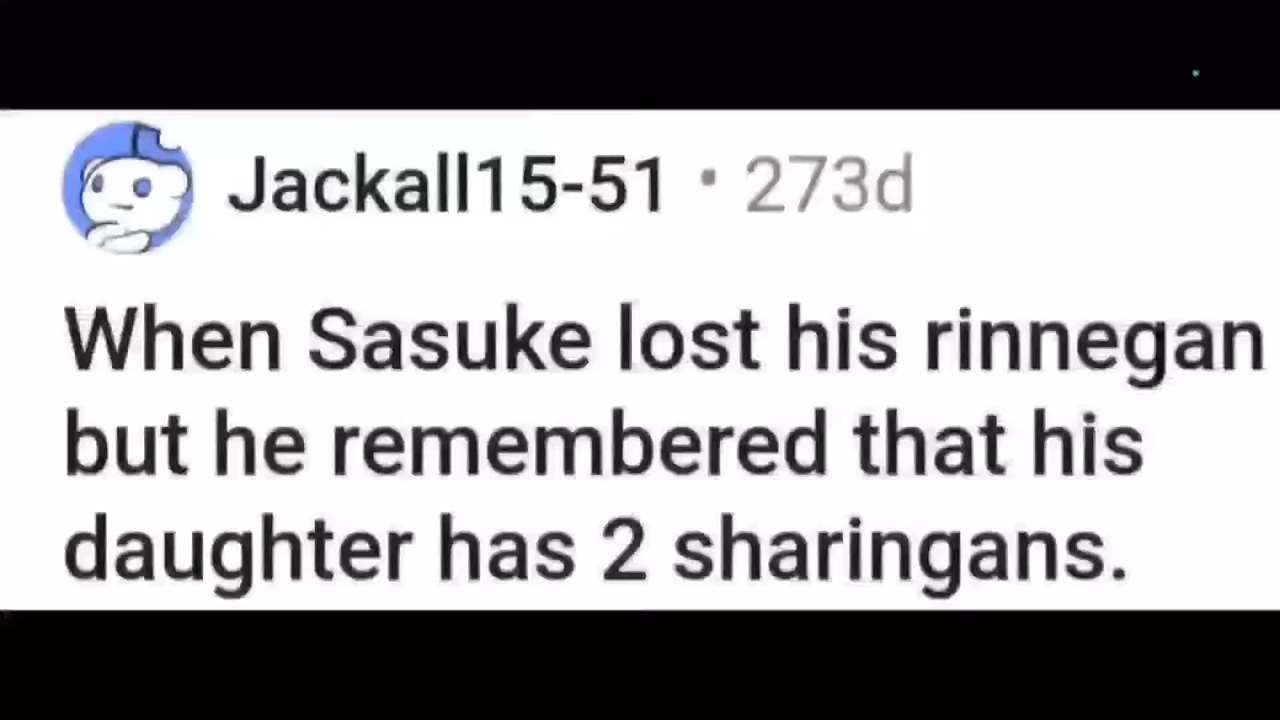 Jackall15-51 • 273d
When Sasuke lost his rinnegan
but he remembered that his
daughter has 2 sharingans.